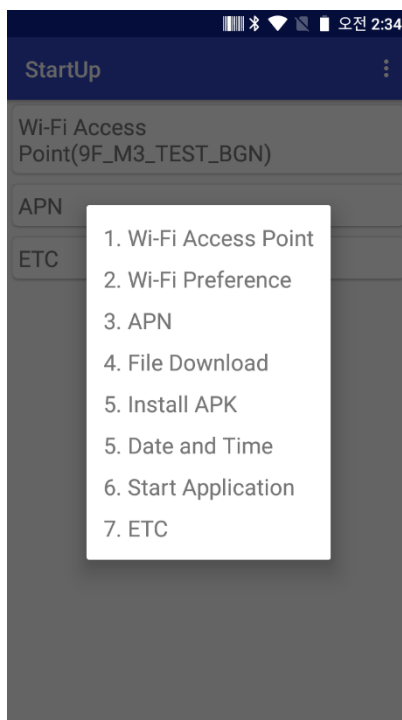 오전 2:34
StartUp
Wi-Fi Access
Point(9F_M3_TEST_BGN)
APN
ETC
1. Wi-Fi Access Point
2. Wi-Fi Preference
3. APN
4. File Download
5. Install APK
5. Date and Time
6. Start Application
7. ETC